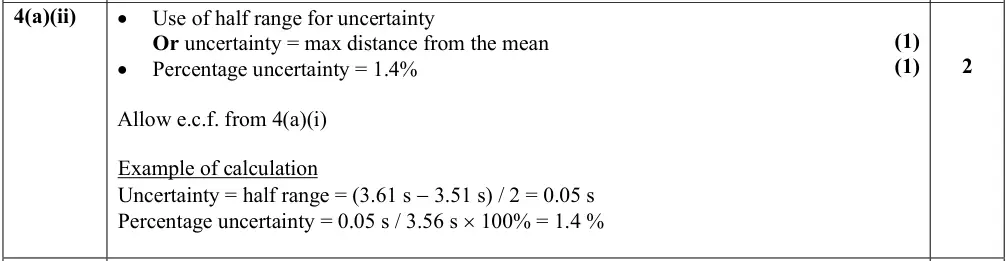 4(a)(ii)
• Use of half range for uncertainty
Or uncertainty = max distance from the mean (1)
• Percentage uncertainty = 1.4% (1) 2
Allow e.c.f. from 4(a)(i)
Example of calculation
Uncertainty = half range = (3.61 s − 3.51 s) / 2 = 0.05 s
Percentage uncertainty = 0.05 s / 3.56 s × 100% = 1.4 %